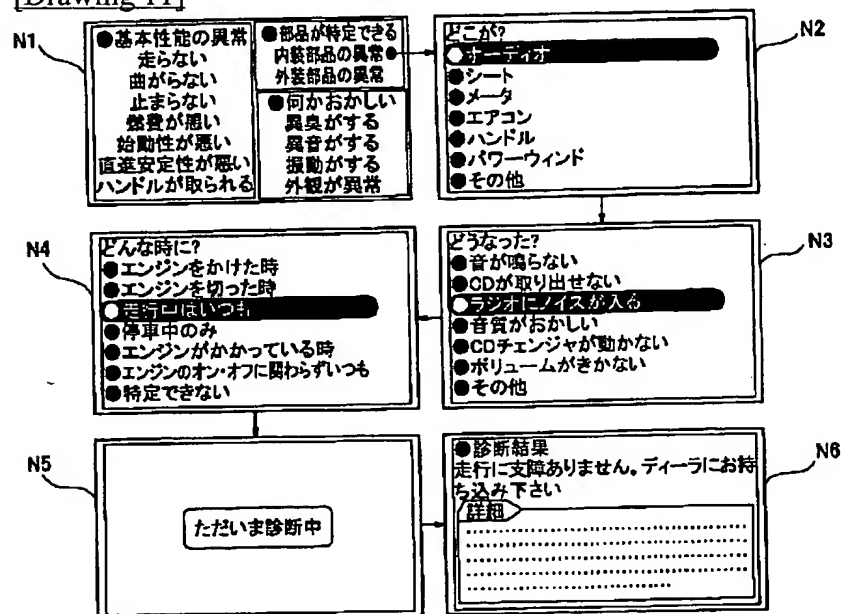 [Drawing 11]
N1
●基本性能の異常
走らない
曲がらない
止まらない
燃費が悪い
始動性が悪い
直進安定性が悪い
ハンドルが取られる
●部品が特定できる
内装部品の異常●
外装部品の異常
●何かおかしい
異臭がする
異音がする
振動がする
外観が異常
N2
どこが?
オーディオ
●シート
●メータ
●エアコン
●ハンドル
●パワーウィンド
●その他
N4
どんな時に?
●エンジンをかけた時
●エンジンを切った時
走行中はいつも
●停車中のみ
●エンジンがかかっている時
●エンジンのオン・オフに関わらずいつも
●特定できない
N3
どうなった?
●音が鳴らない
●CDが取り出せない
ラジオにノイズが入る
●音質がおかしい
●CDチェンジャが動かない
●ボリュームがきかない
●その他
N5
ただいま診断中
N6
●診断結果
走行に支障ありません。ディーラにお持
ち込み下さい
詳細